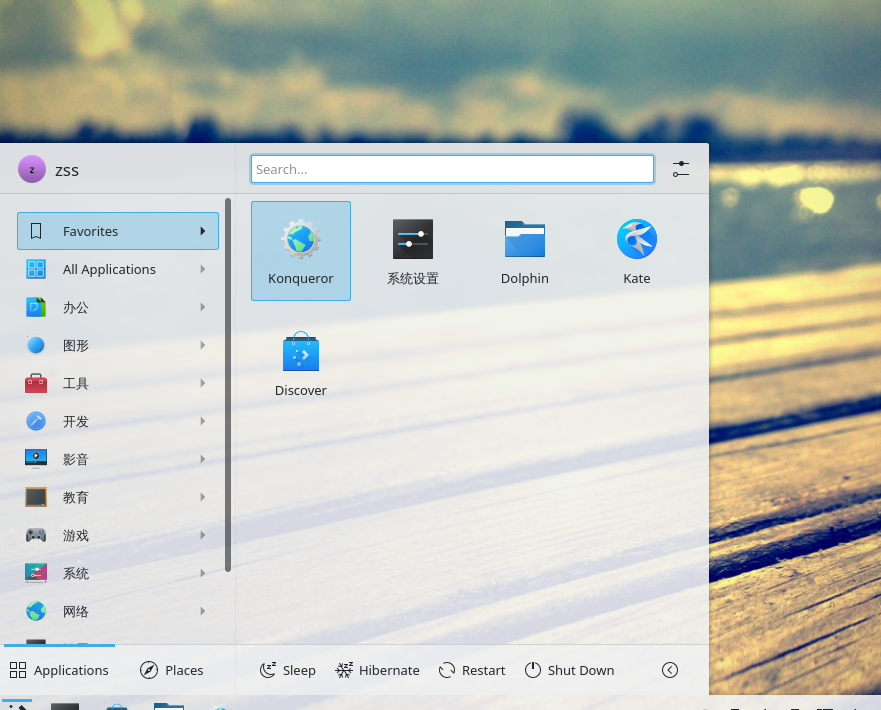 z
zss
Search...
Favorites
All Applications
办公
图形
工具
开发
影音
教育
游戏
系统
网络
Konqueror
系统设置
Dolphin
Kate
Discover
Applications
Places
Sleep
Hibernate
Restart
Shut Down